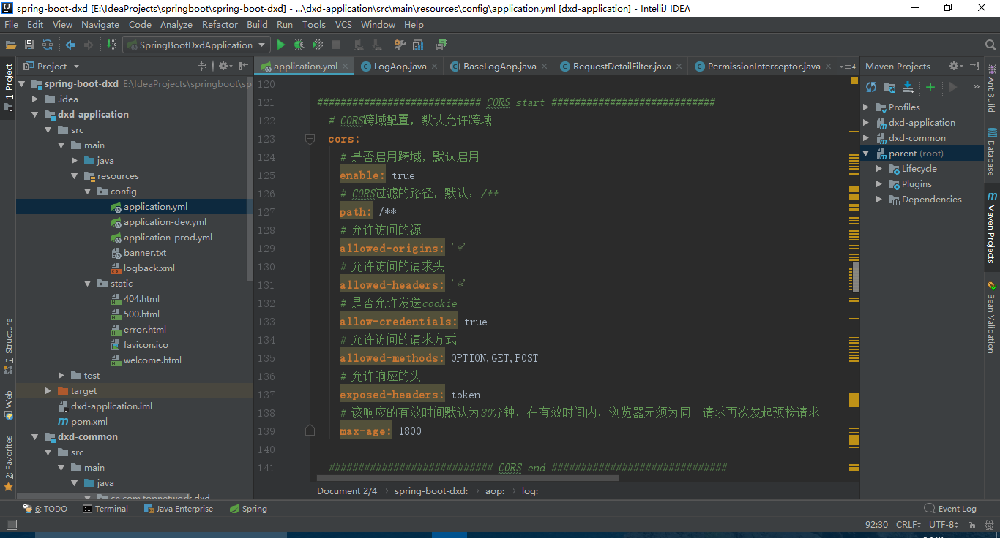 spring-boot-dxd [E:\IdeaProjects\springboot\spring-boot-dxd] - ...\dxd-application\src\main\resources\config\application.yml [dxd-application] - IntelliJ IDEA
File Edit View Navigate Code Analyze Refactor Build Run Tools VCS Window Help
SpringBootDxdApplication
1: Project
7: Structure
Web
2: Favorites
Project
spring-boot-dxd E:\IdeaProjects\springboot\sp
.idea
dxd-application
src
main
java
resources
config
application.yml
application-dev.yml
application-prod.yml
banner.txt
logback.xml
static
404.html
500.html
error.html
favicon.ico
welcome.html
test
target
dxd-application.iml
pom.xml
dxd-common
src
main
java
cn.com.topnetwork.dxd
application.yml LogAop.java BaseLogAop.java RequestDetailFilter.java PermissionInterceptor.java 4
120
121 ############################ CORS start ############################
122 # CORS跨域配置，默认允许跨域
123 cors:
124 # 是否启用跨域，默认启用
125 enable: true
126 # CORS过滤的路径，默认：/**
127 path: /**
128 # 允许访问的源
129 allowed-origins: '*'
130 # 允许访问的请求头
131 allowed-headers: '*'
132 # 是否允许发送cookie
133 allow-credentials: true
134 # 允许访问的请求方式
135 allowed-methods: OPTION,GET,POST
136 # 允许响应的头
137 exposed-headers: token
138 # 该响应的有效时间默认为30分钟，在有效时间内，浏览器无须为同一请求再次发起预检请求
139 max-age: 1800
140
141 ############################ CORS end ##############################
Document 2/4 spring-boot-dxd: aop: log:
Maven Projects
Profiles
dxd-application
dxd-common
parent (root)
Lifecycle
Plugins
Dependencies
Ant Build
Database
Maven Projects
Bean Validation
6: TODO Terminal Java Enterprise Spring Event Log
92:30 CRLF UTF-8